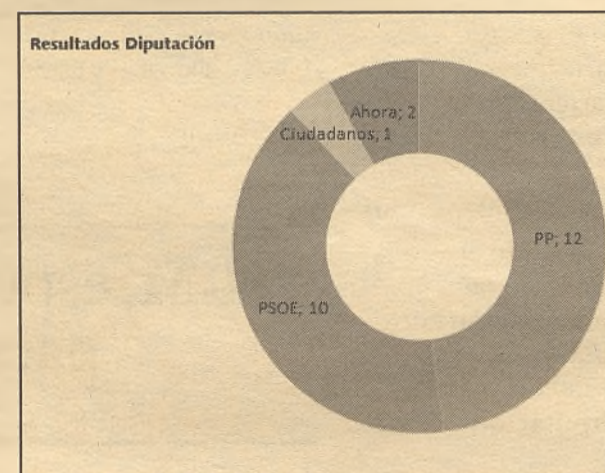 Resultados Diputación
Ahora; 2
Ciudadanos; 1
PP; 12
PSOE; 10